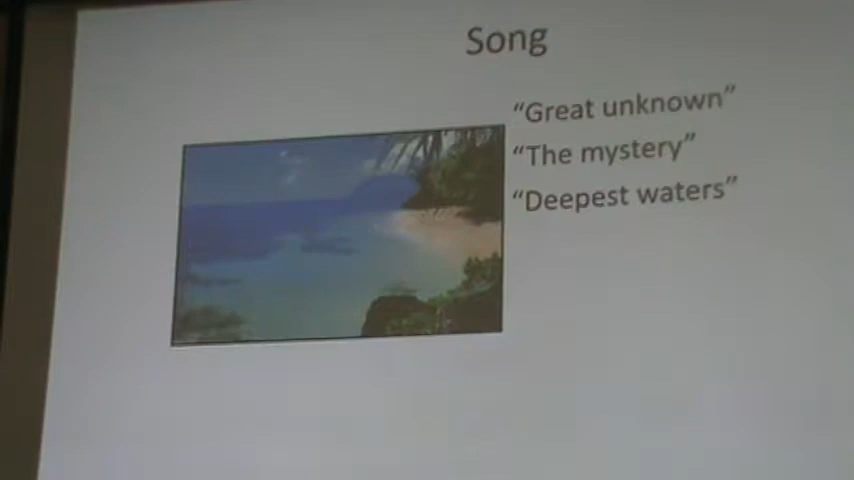 Song
“Great unknown”
“The mystery”
“Deepest waters”